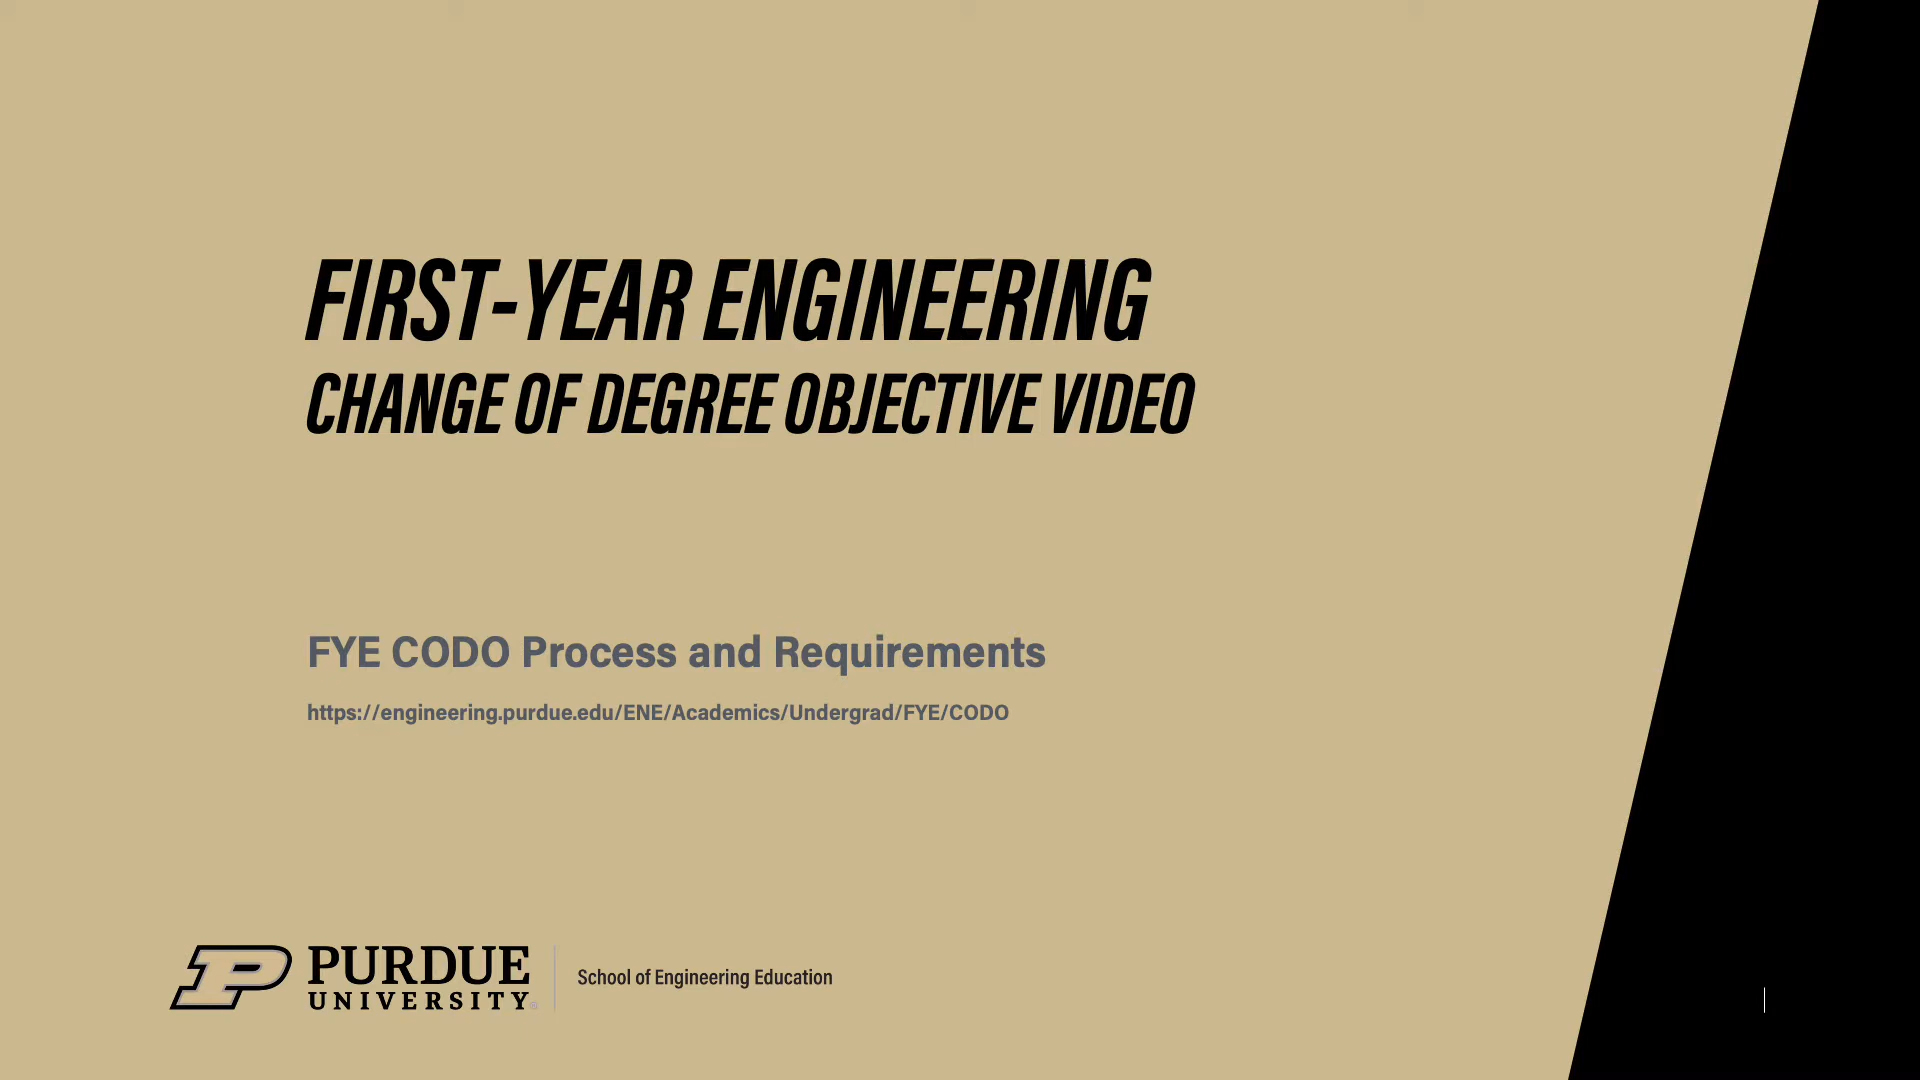 FIRST-YEAR ENGINEERING
CHANGE OF DEGREE OBJECTIVE VIDEO
FYE CODO Process and Requirements
https://engineering.purdue.edu/ENE/Academics/Undergrad/FYE/CODO
P PURDUE
UNIVERSITY®
School of Engineering Education